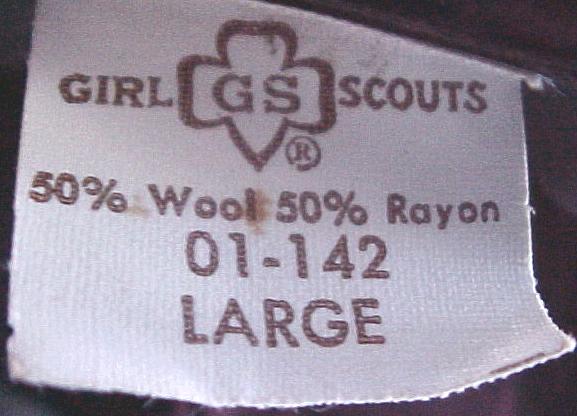 GIRL GS SCOUTS
®
50% Wool 50% Rayon
01-142
LARGE